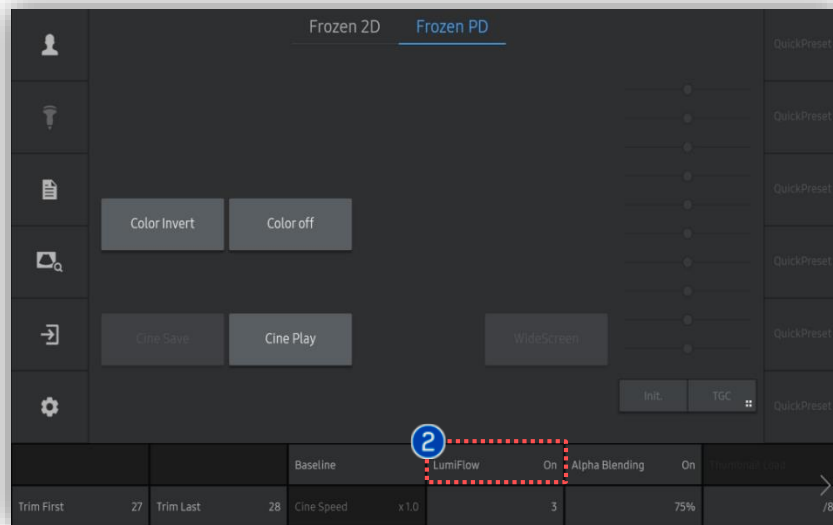 Frozen 2D Frozen PD
QuickPreset
QuickPreset
QuickPreset
Color Invert Color off
QuickPreset
Cine Save Cine Play WideScreen
QuickPreset
Init. TGC
QuickPreset
2
Baseline LumiFlow On Alpha Blending On
Trim First 27 Trim Last 28 Cine Speed x 1.0 3 75% /8